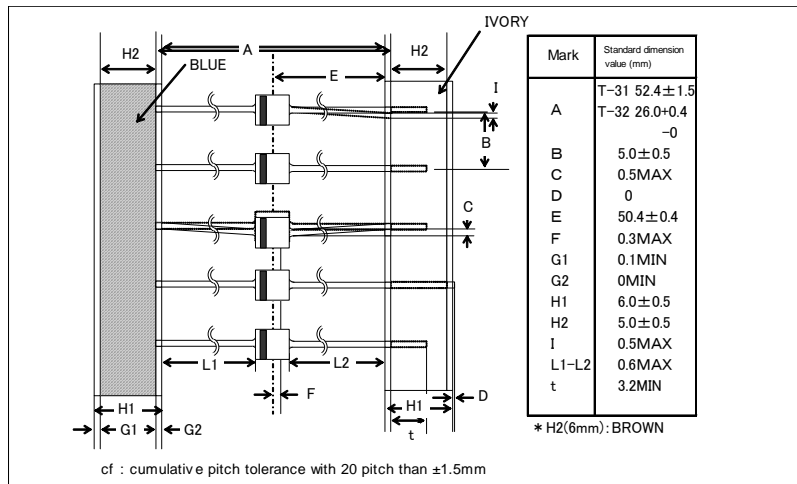 IVORY
H2
A
H2
BLUE
E
I
B
C
L1
L2
F
D
H1
H1
G1
G2
t
cf : cumulative pitch tolerance with 20 pitch than ±1.5mm
Mark Standard dimension
value (mm)
A T-31 52.4±1.5
T-32 26.0+0.4
-0
B 5.0±0.5
C 0.5MAX
D 0
E 50.4±0.4
F 0.3MAX
G1 0.1MIN
G2 0MIN
H1 6.0±0.5
H2 5.0±0.5
I 0.5MAX
L1-L2 0.6MAX
t 3.2MIN
* H2(6mm): BROWN